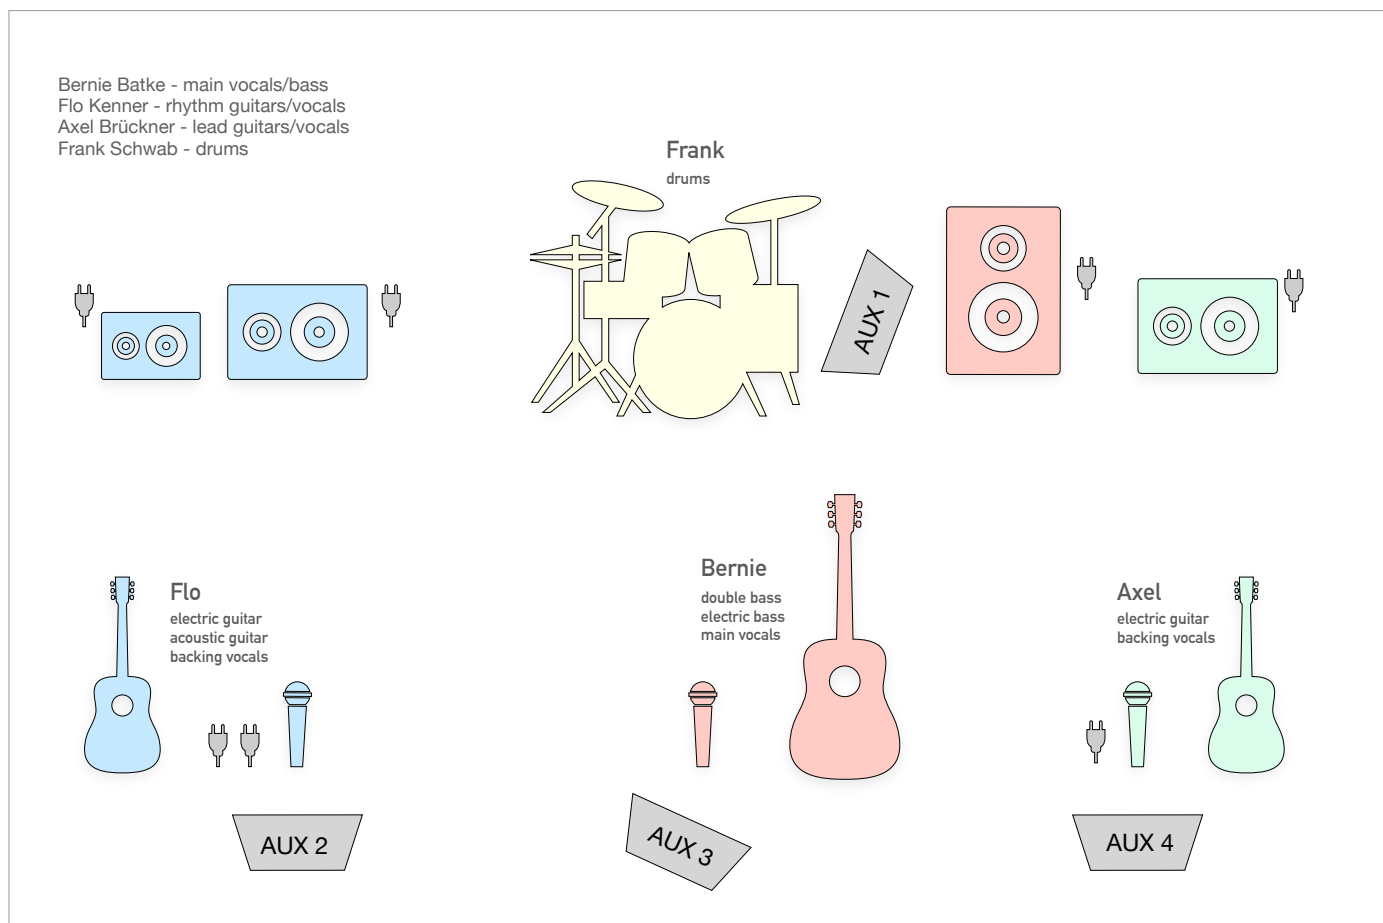 Bernie Batke - main vocals/bass
Flo Kenner - rhythm guitars/vocals
Axel Brückner - lead guitars/vocals
Frank Schwab - drums
Frank
drums
AUX 1
Flo
electric guitar
acoustic guitar
backing vocals
Bernie
double bass
electric bass
main vocals
Axel
electric guitar
backing vocals
AUX 2
AUX 3
AUX 4